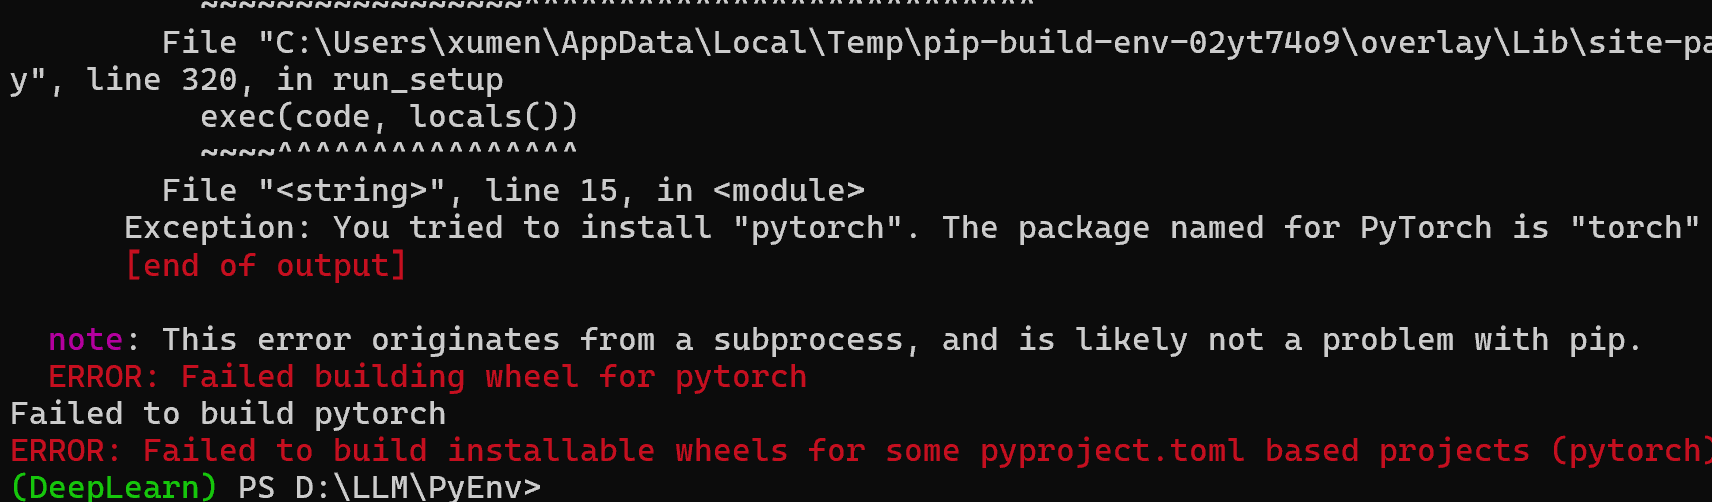 ~~~~~~~~~~~~~~~~~^^^^^^^^^^^^^^^^^^^^^^^^^^^
File "C:\Users\xumen\AppData\Local\Temp\pip-build-env-02yt74o9\overlay\Lib\site-pa
y", line 320, in run_setup
exec(code, locals())
~~~~^^^^^^^^^^^^^^^^
File "<string>", line 15, in <module>
Exception: You tried to install "pytorch". The package named for PyTorch is "torch"
[end of output]
note: This error originates from a subprocess, and is likely not a problem with pip.
ERROR: Failed building wheel for pytorch
Failed to build pytorch
ERROR: Failed to build installable wheels for some pyproject.toml based projects (pytorch)
(DeepLearn) PS D:\LLM\PyEnv>